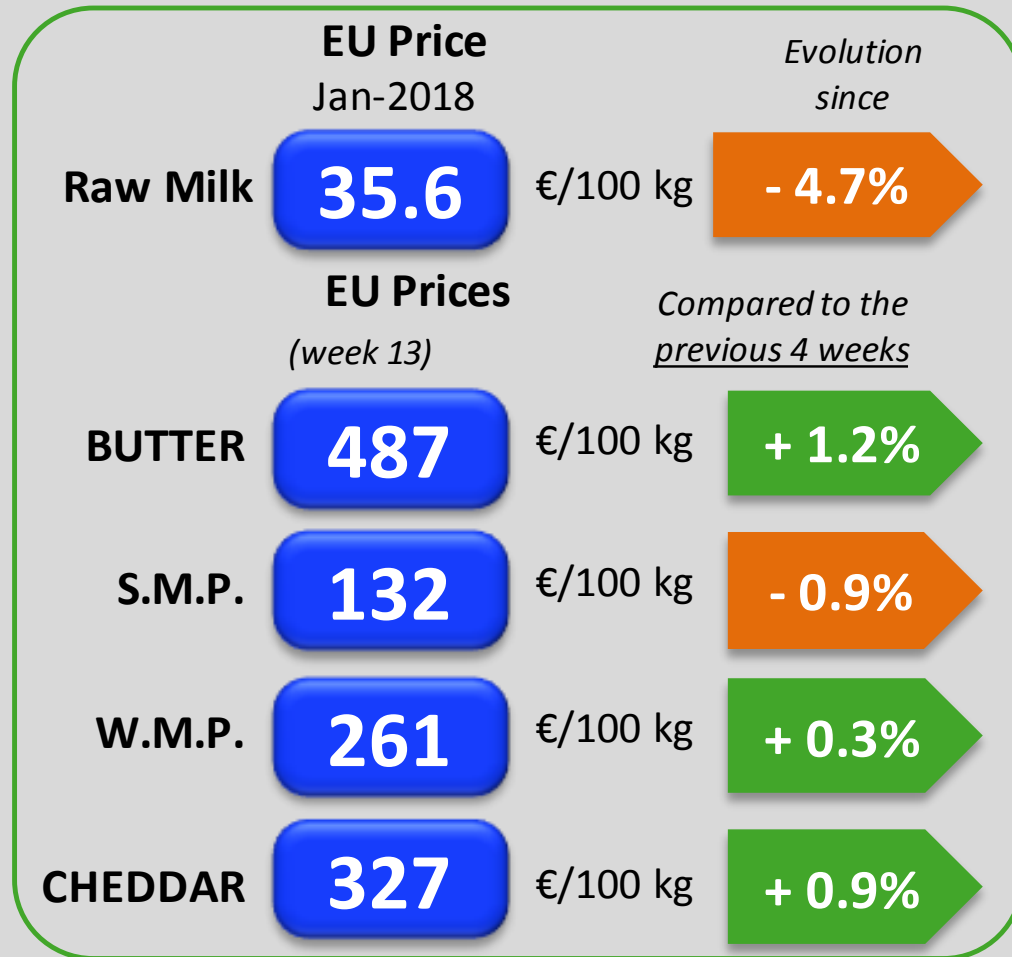 EU Price
Jan-2018
Evolution
since
Raw Milk 35.6 €/100 kg - 4.7%
EU Prices
(week 13)
Compared to the
previous 4 weeks
BUTTER 487 €/100 kg + 1.2%
S.M.P. 132 €/100 kg - 0.9%
W.M.P. 261 €/100 kg + 0.3%
CHEDDAR 327 €/100 kg + 0.9%